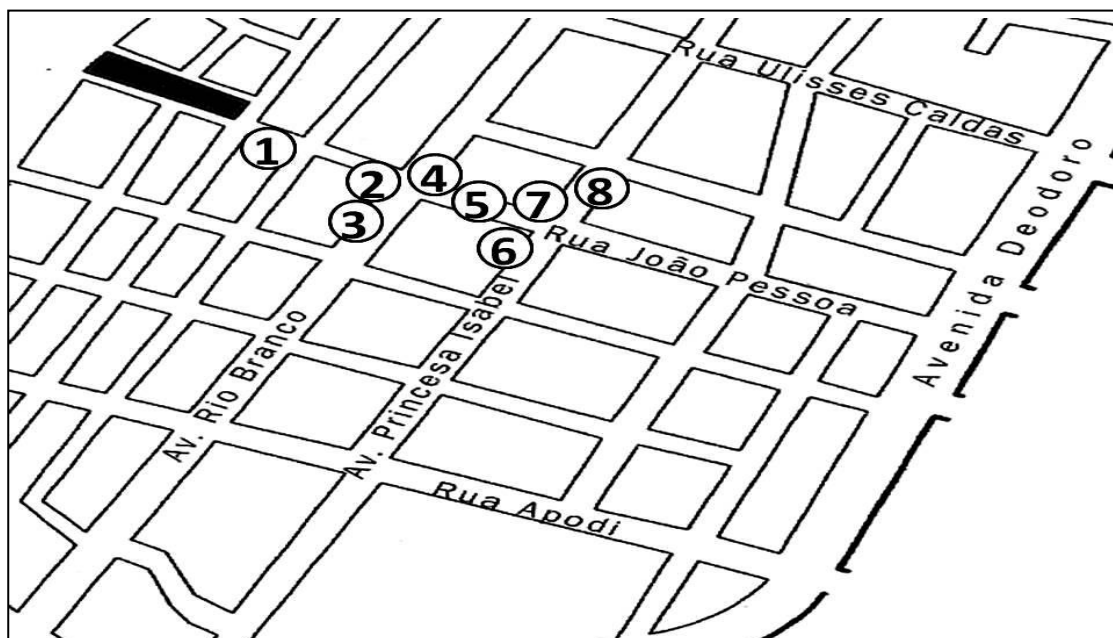 Rua Ulisses Caldas
1
2
4
5
7
8
3
6
Rua João Pessoa
Avenida Deodoro
Av. Rio Branco
Av. Princesa Isabel
Rua Apodi